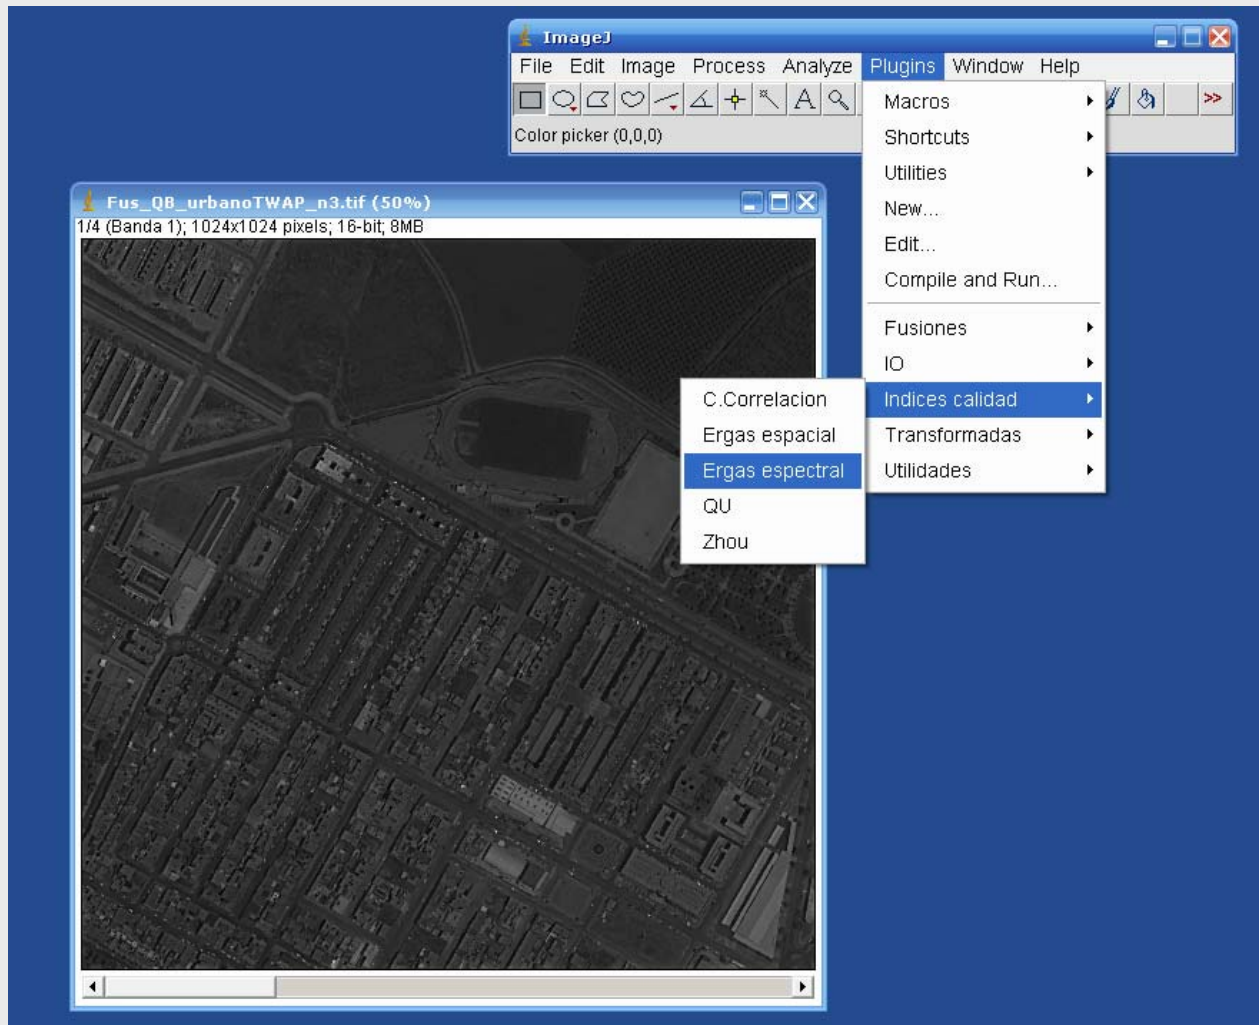 ImageJ
File Edit Image Process Analyze Plugins Window Help
>>
Color picker (0,0,0)
Macros
Shortcuts
Utilities
New...
Edit...
Compile and Run...
Fusiones
IO
Indices calidad
Transformadas
Utilidades
C.Correlacion
Ergas espacial
Ergas espectral
QU
Zhou
Fus_QB_urbanoTWAP_n3.tif (50%)
1/4 (Banda 1); 1024x1024 pixels; 16-bit; 8MB